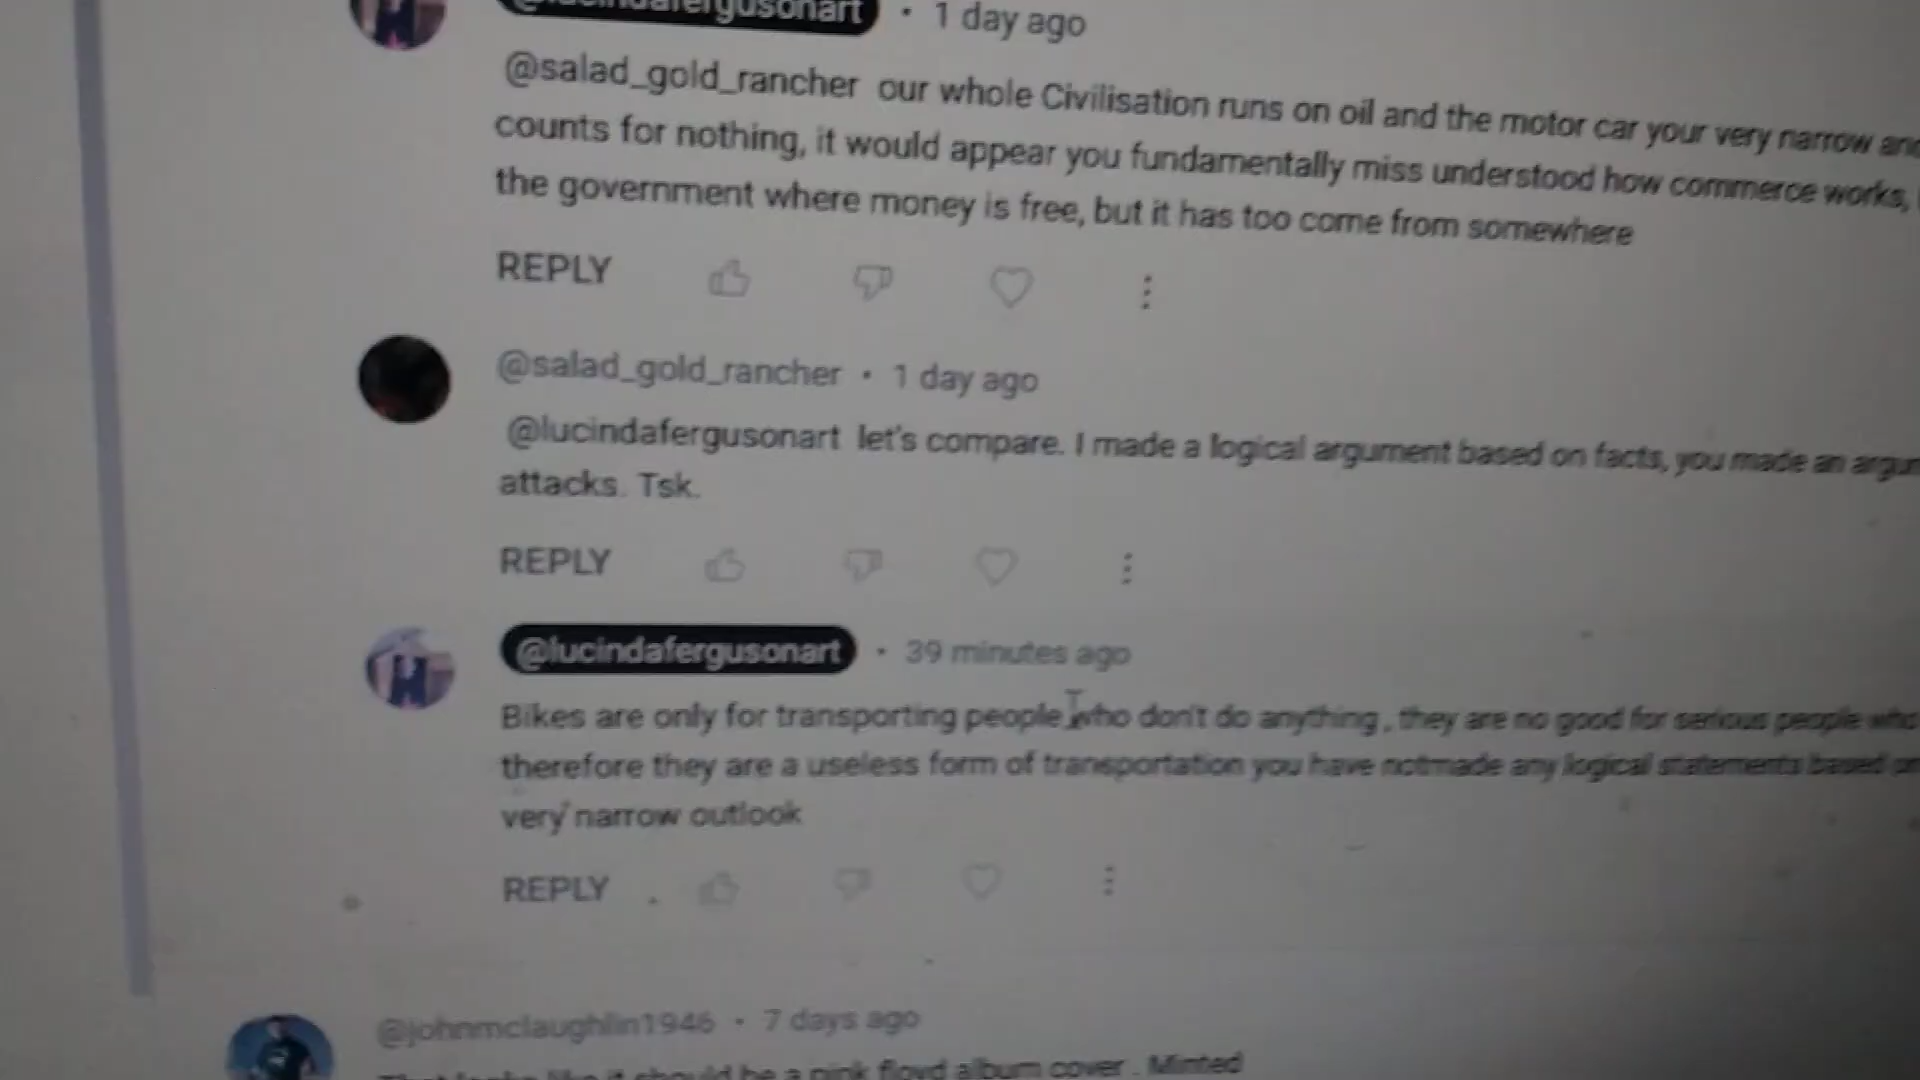 @lucindafergusonart • 1 day ago
@salad_gold_rancher our whole Civilisation runs on oil and the motor car your very narrow and
counts for nothing, it would appear you fundamentally miss understood how commerce works,
the government where money is free, but it has too come from somewhere
REPLY
@salad_gold_rancher • 1 day ago
@lucindafergusonart let's compare. I made a logical argument based on facts, you made an
attacks. Tsk.
REPLY
@lucindafergusonart • 39 minutes ago
Bikes are only for transporting people who don't do anything , they are no good for serious people who
therefore they are a useless form of transportation you have notmade any logical statements based on
very narrow outlook
REPLY
@johnmclaughlin1946 • 7 days ago
That looks like it should be a pink floyd album cover . Minted